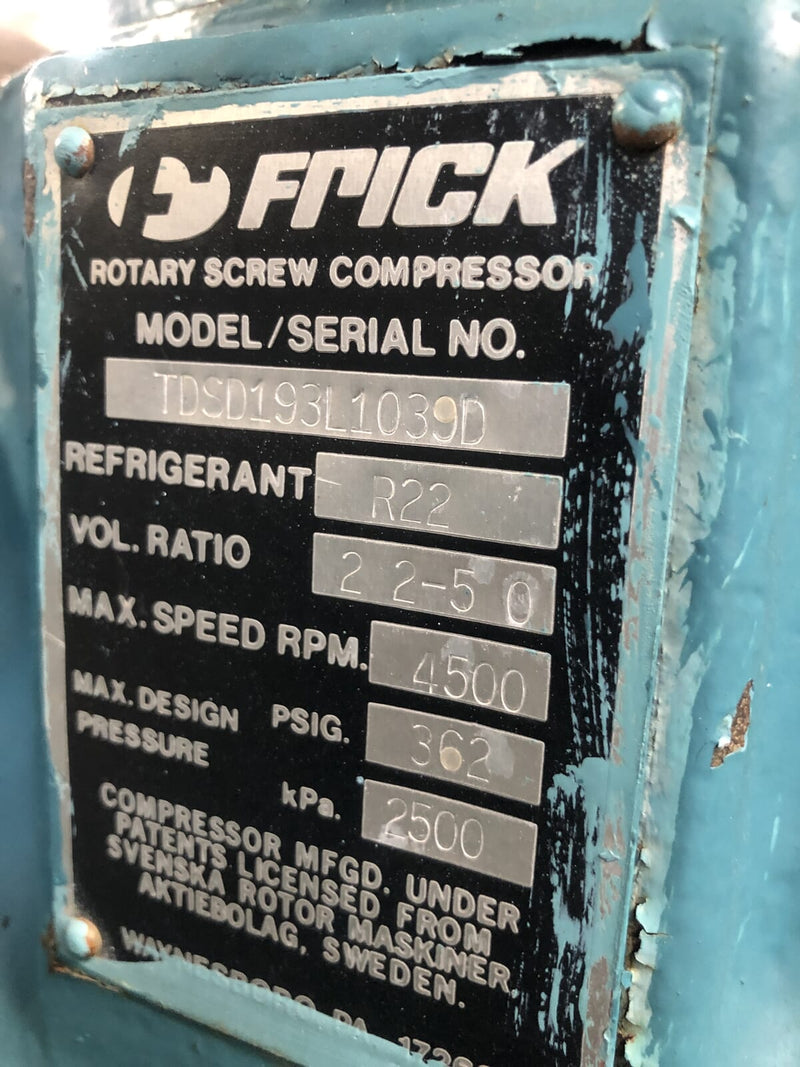 FRICK
ROTARY SCREW COMPRESSOR
MODEL/SERIAL NO.
TDSD193L1039D
REFRIGERANT R22
VOL. RATIO 2 2-5 0
MAX. SPEED RPM. 4500
MAX. DESIGN PRESSURE PSIG. 362
kPa. 2500
COMPRESSOR MFGD. UNDER
PATENTS LICENSED FROM
SVENSKA ROTOR MASKINER
AKTIEBOLAG, SWEDEN.
WAYNESBORO, PA.